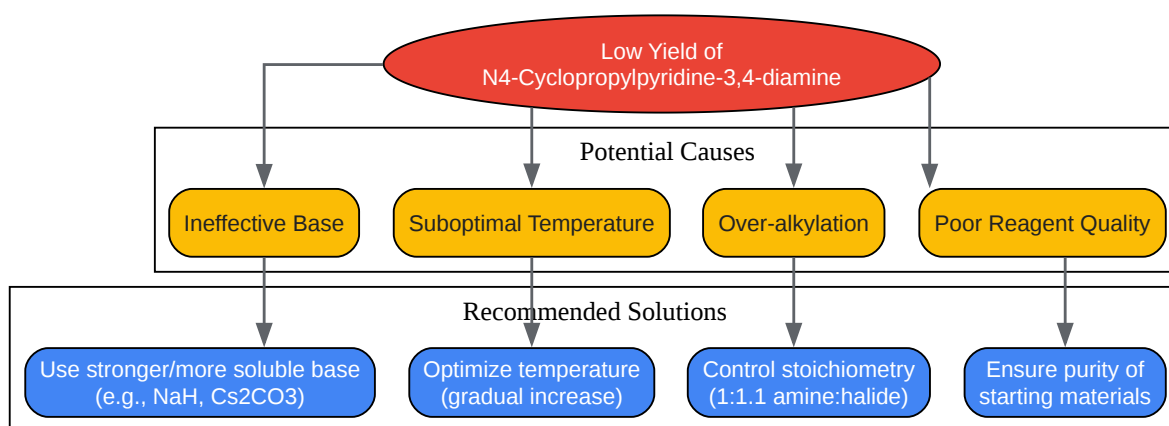 Low Yield of
N4-Cyclopropylpyridine-3,4-diamine
Potential Causes
Ineffective Base
Suboptimal Temperature
Over-alkylation
Poor Reagent Quality
Recommended Solutions
Use stronger/more soluble base
(e.g., NaH, Cs2CO3)
Optimize temperature
(gradual increase)
Control stoichiometry
(1:1.1 amine:halide)
Ensure purity of
starting materials